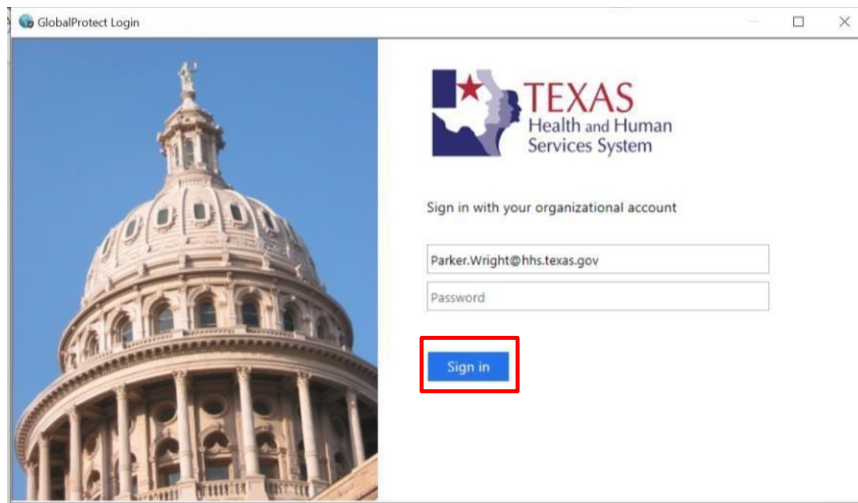 GlobalProtect Login
TEXAS
Health and Human
Services System
Sign in with your organizational account
Parker.Wright@hhs.texas.gov
Password
Sign in